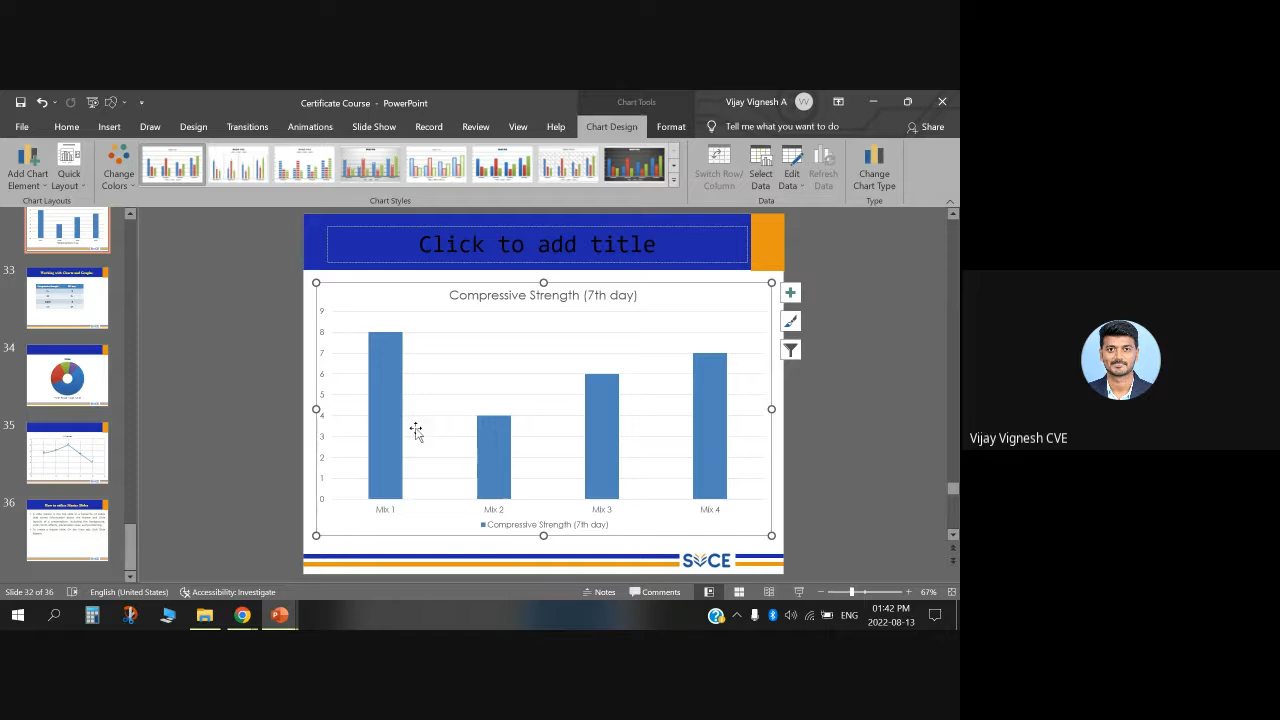 Certificate Course - PowerPoint
Chart Tools
Vijay Vignesh A
VV
File
Home
Insert
Draw
Design
Transitions
Animations
Slide Show
Record
Review
View
Help
Chart Design
Format
Tell me what you want to do
Share
Add Chart
Element
Quick
Layout
Change
Colors
Switch Row/
Column
Select
Data
Edit
Data
Refresh
Data
Change
Chart Type
Chart Layouts
Chart Styles
Data
Type
33
Working with Charts and Graphs
34
35
36
How to utilize Master Slides
Click to add title
Compressive Strength (7th day)
9
8
7
6
5
4
3
2
1
0
Mix 1
Mix 2
Mix 3
Mix 4
Compressive Strength (7th day)
SVCE
Vijay Vignesh CVE
Slide 32 of 36
English (United States)
Accessibility: Investigate
Notes
Comments
67%
ENG
01:42 PM
2022-08-13